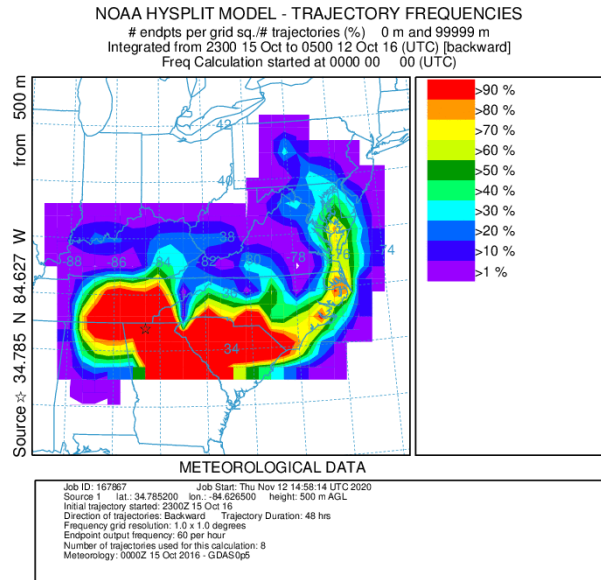 NOAA HYSPLIT MODEL - TRAJECTORY FREQUENCIES
# endpts per grid sq./# trajectories (%) 0 m and 99999 m
Integrated from 2300 15 Oct to 0500 12 Oct 16 (UTC) [backward]
Freq Calculation started at 0000 00 00 (UTC)
Source ☆ 34.785 N 84.627 W from 500 m
42
40
38
-88 -86 -84 -82 -80 -78 -76 -74
36
34
32
>90 %
>80 %
>70 %
>60 %
>50 %
>40 %
>30 %
>20 %
>10 %
>1 %
METEOROLOGICAL DATA
Job ID: 167867 Job Start: Thu Nov 12 14:58:14 UTC 2020
Source 1 lat.: 34.785200 lon.: -84.626500 height: 500 m AGL
Initial trajectory started: 2300Z 15 Oct 16
Direction of trajectories: Backward Trajectory Duration: 48 hrs
Frequency grid resolution: 1.0 x 1.0 degrees
Endpoint output frequency: 60 per hour
Number of trajectories used for this calculation: 8
Meteorology: 0000Z 15 Oct 2016 - GDAS0p5